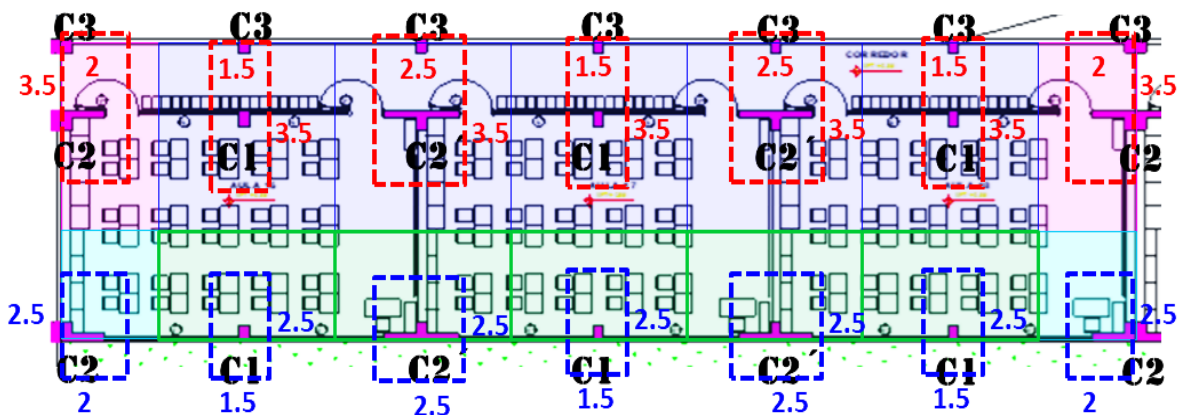 C3 C3 C3 C3 C3 C3 C3
2 1.5 2.5 1.5 2.5 1.5 2
CORREDOR
3.5 3.5
3.5 3.5 3.5 3.5 3.5
C2 C1 C2´ C1 C2´ C1 C2
2.5 2.5 2.5 2.5 2.5 2.5 2.5
C2 C1 C2´ C1 C2´ C1 C2
2 1.5 2.5 1.5 2.5 1.5 2